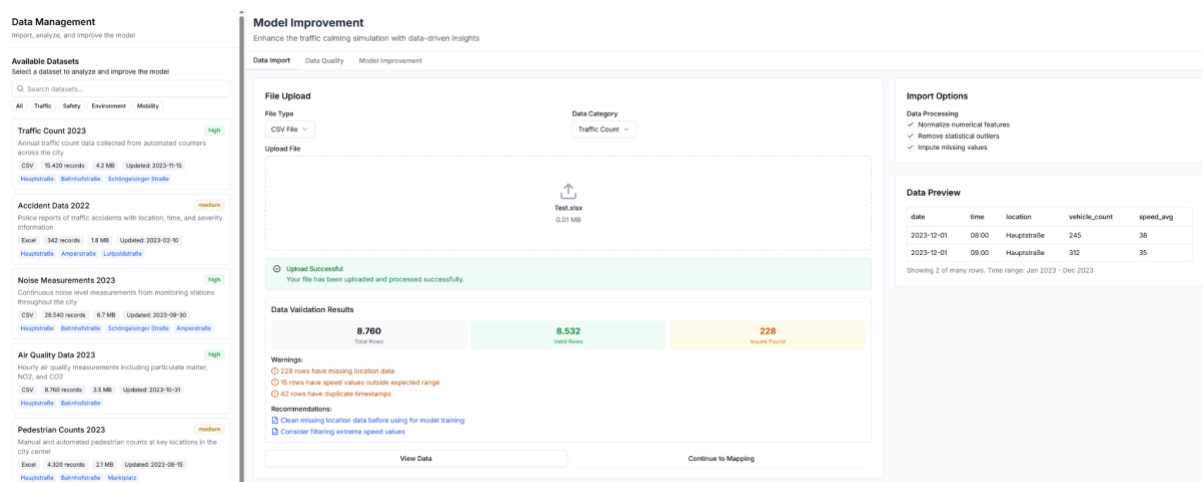 Data Management
Import, analyze, and improve the model
Available Datasets
Select a dataset to analyze and improve the model
Search datasets...
All Traffic Safety Environment Mobility
Traffic Count 2023 high
Annual traffic count data collected from automated counters
across the city
CSV 15.420 records 4.2 MB Updated: 2023-11-15
Hauptstraße Bahnhofstraße Schöngeisinger Straße
Accident Data 2022 medium
Police reports of traffic accidents with location, time, and severity
information
Excel 342 records 1.8 MB Updated: 2023-02-10
Hauptstraße Amperstraße Luitpoldstraße
Noise Measurements 2023 high
Continuous noise level measurements from monitoring stations
throughout the city
CSV 28.540 records 6.7 MB Updated: 2023-09-30
Hauptstraße Bahnhofstraße Schöngeisinger Straße Amperstraße
Air Quality Data 2023 high
Hourly air quality measurements including particulate matter,
NO2, and CO2
CSV 8.760 records 3.5 MB Updated: 2023-10-31
Hauptstraße Bahnhofstraße
Pedestrian Counts 2023 medium
Manual and automated pedestrian counts at key locations in the
city center
Excel 4.320 records 2.1 MB Updated: 2023-08-15
Hauptstraße Bahnhofstraße Marktplatz
Model Improvement
Enhance the traffic calming simulation with data-driven insights
Data Import Data Quality Model Improvement
File Upload
File Type Data Category
CSV File Traffic Count
Upload File
Test.xlsx
0.01 MB
Upload Successful
Your file has been uploaded and processed successfully.
Data Validation Results
8.760 8.532 228
Total Rows Valid Rows Issues Found
Warnings:
228 rows have missing location data
15 rows have speed values outside expected range
42 rows have duplicate timestamps
Recommendations:
Clean missing location data before using for model training
Consider filtering extreme speed values
View Data Continue to Mapping
Import Options
Data Processing
Normalize numerical features
Remove statistical outliers
Impute missing values
Data Preview
date time location vehicle_count speed_avg
2023-12-01 08:00 Hauptstraße 245 38
2023-12-01 09:00 Hauptstraße 312 35
Showing 2 of many rows. Time range: Jan 2023 - Dec 2023